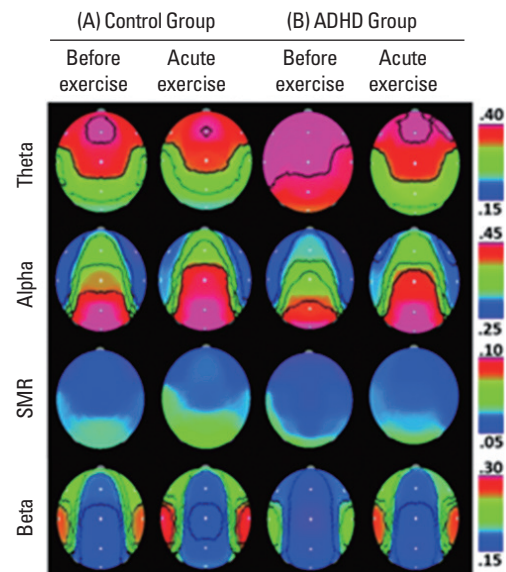 (A) Control Group (B) ADHD Group
Before exercise Acute exercise Before exercise Acute exercise
Theta
.40
.15
Alpha
.45
.25
SMR
.10
.05
Beta
.30
.15